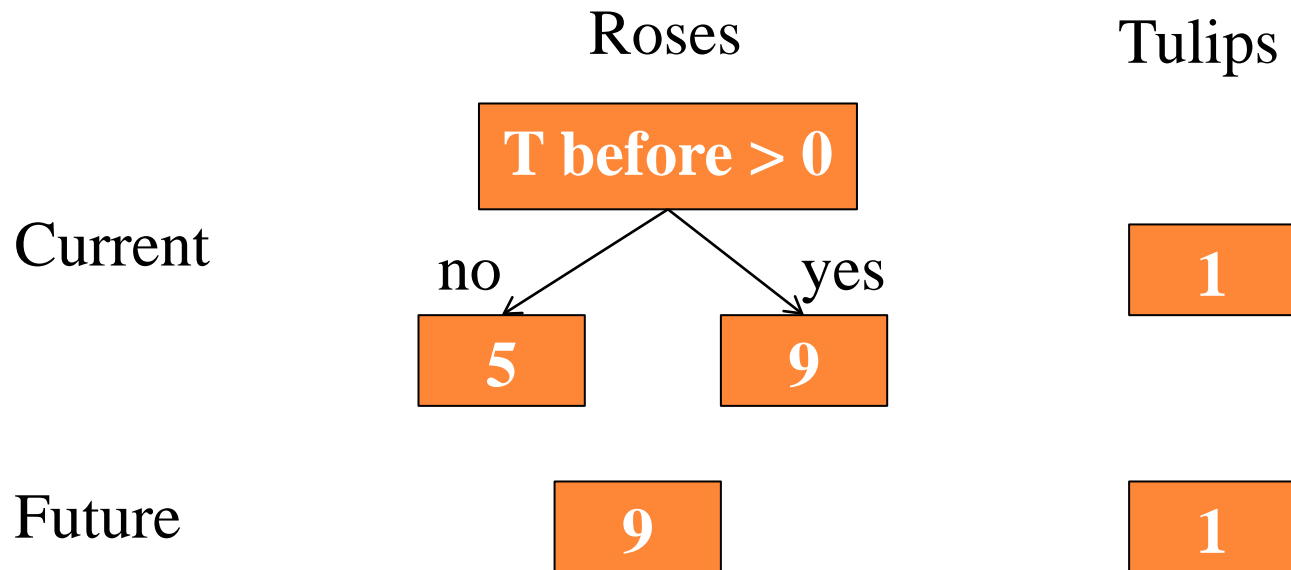 Roses
Tulips
T before > 0
Current
no
yes
1
5
9
Future
9
1